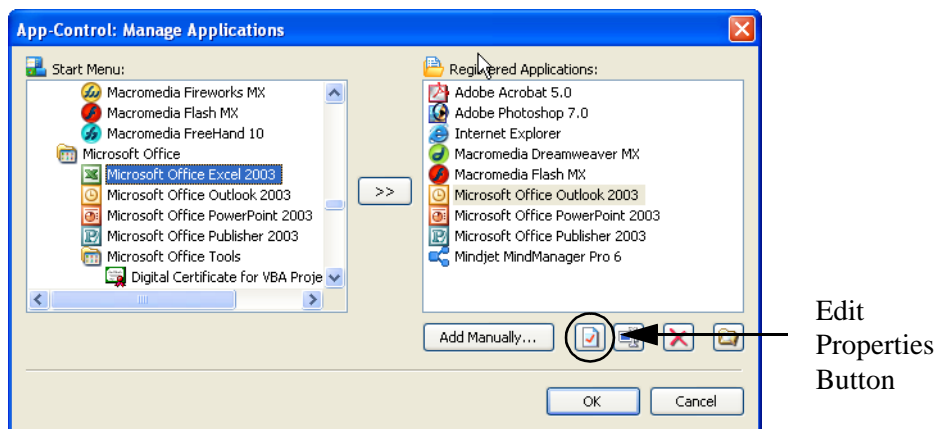 App-Control: Manage Applications
Start Menu:
Macromedia Fireworks MX
Macromedia Flash MX
Macromedia FreeHand 10
Microsoft Office
Microsoft Office Excel 2003
Microsoft Office Outlook 2003
Microsoft Office PowerPoint 2003
Microsoft Office Publisher 2003
Microsoft Office Tools
Digital Certificate for VBA Proje
>>
Registered Applications:
Adobe Acrobat 5.0
Adobe Photoshop 7.0
Internet Explorer
Macromedia Dreamweaver MX
Macromedia Flash MX
Microsoft Office Outlook 2003
Microsoft Office PowerPoint 2003
Microsoft Office Publisher 2003
Mindjet MindManager Pro 6
Add Manually...
OK
Cancel
Edit
Properties
Button